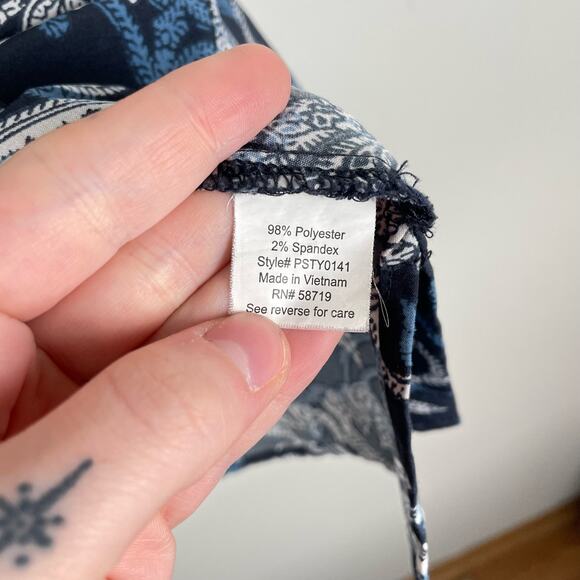 98% Polyester
2% Spandex
Style# PSTY0141
Made in Vietnam
RN# 58719
See reverse for care